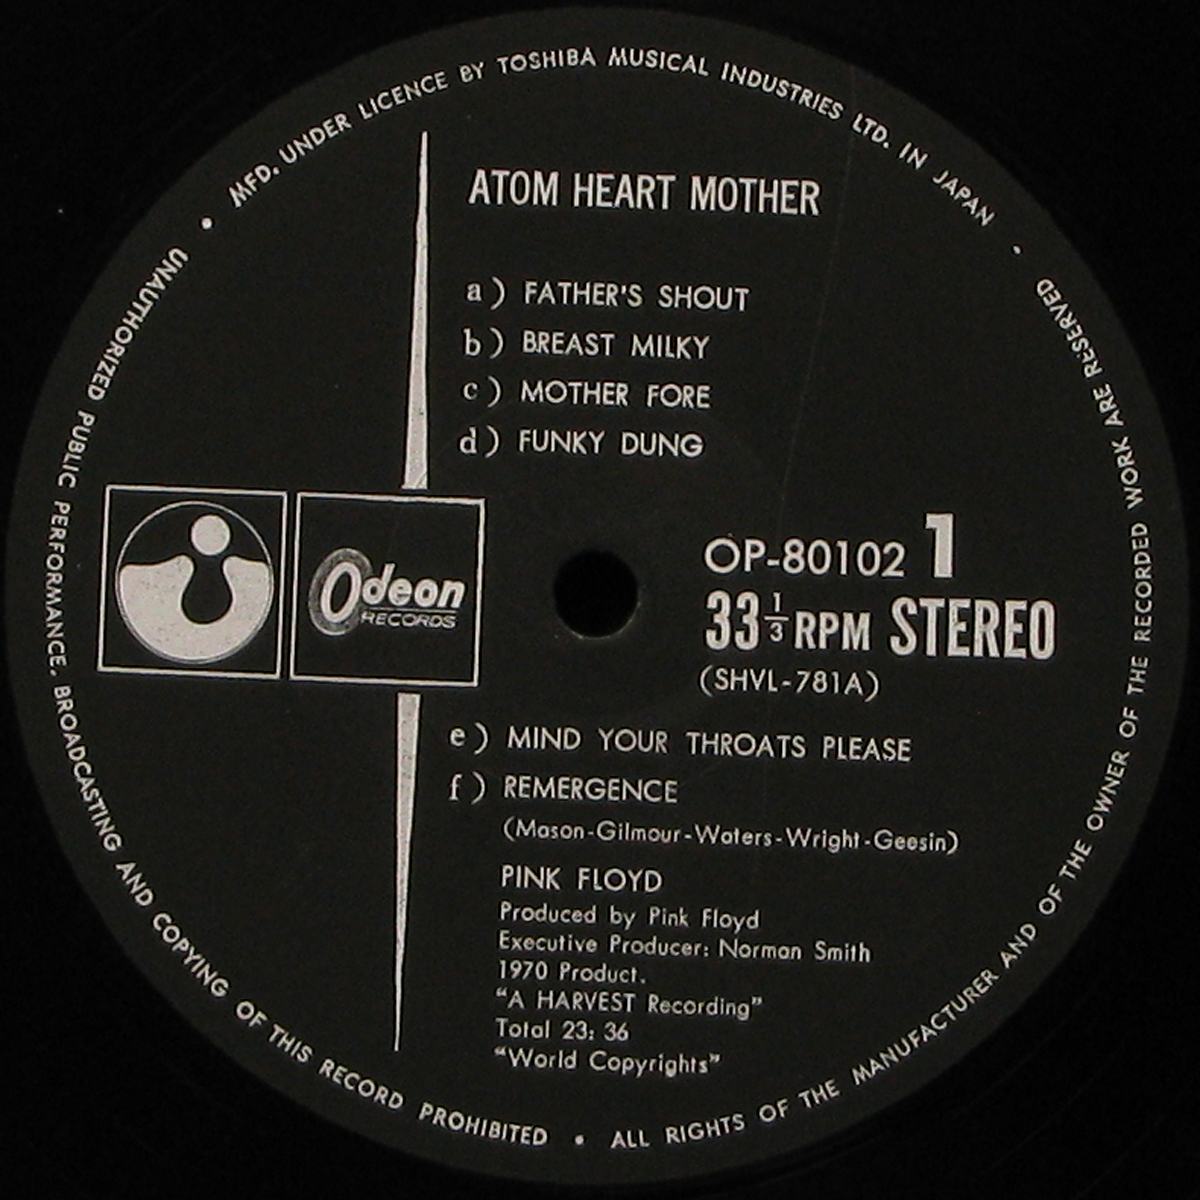 MFD. UNDER LICENCE BY TOSHIBA MUSICAL INDUSTRIES LTD. IN JAPAN •
ATOM HEART MOTHER
a) FATHER'S SHOUT
b) BREAST MILKY
c) MOTHER FORE
d) FUNKY DUNG
Odeon
RECORDS
OP-80102 1
33 1/3 RPM STEREO
(SHVL-781A)
e) MIND YOUR THROATS PLEASE
f) REMERGENCE
(Mason-Gilmour-Waters-Wright-Geesin)
PINK FLOYD
Produced by Pink Floyd
Executive Producer: Norman Smith
1970 Product.
“A HARVEST Recording”
Total 23: 36
“World Copyrights”
ALL RIGHTS OF THE MANUFACTURER AND OF THE OWNER OF THE RECORDED WORK ARE RESERVED •
UNAUTHORIZED PUBLIC PERFORMANCE. BROADCASTING AND COPYING OF THIS RECORD PROHIBITED •